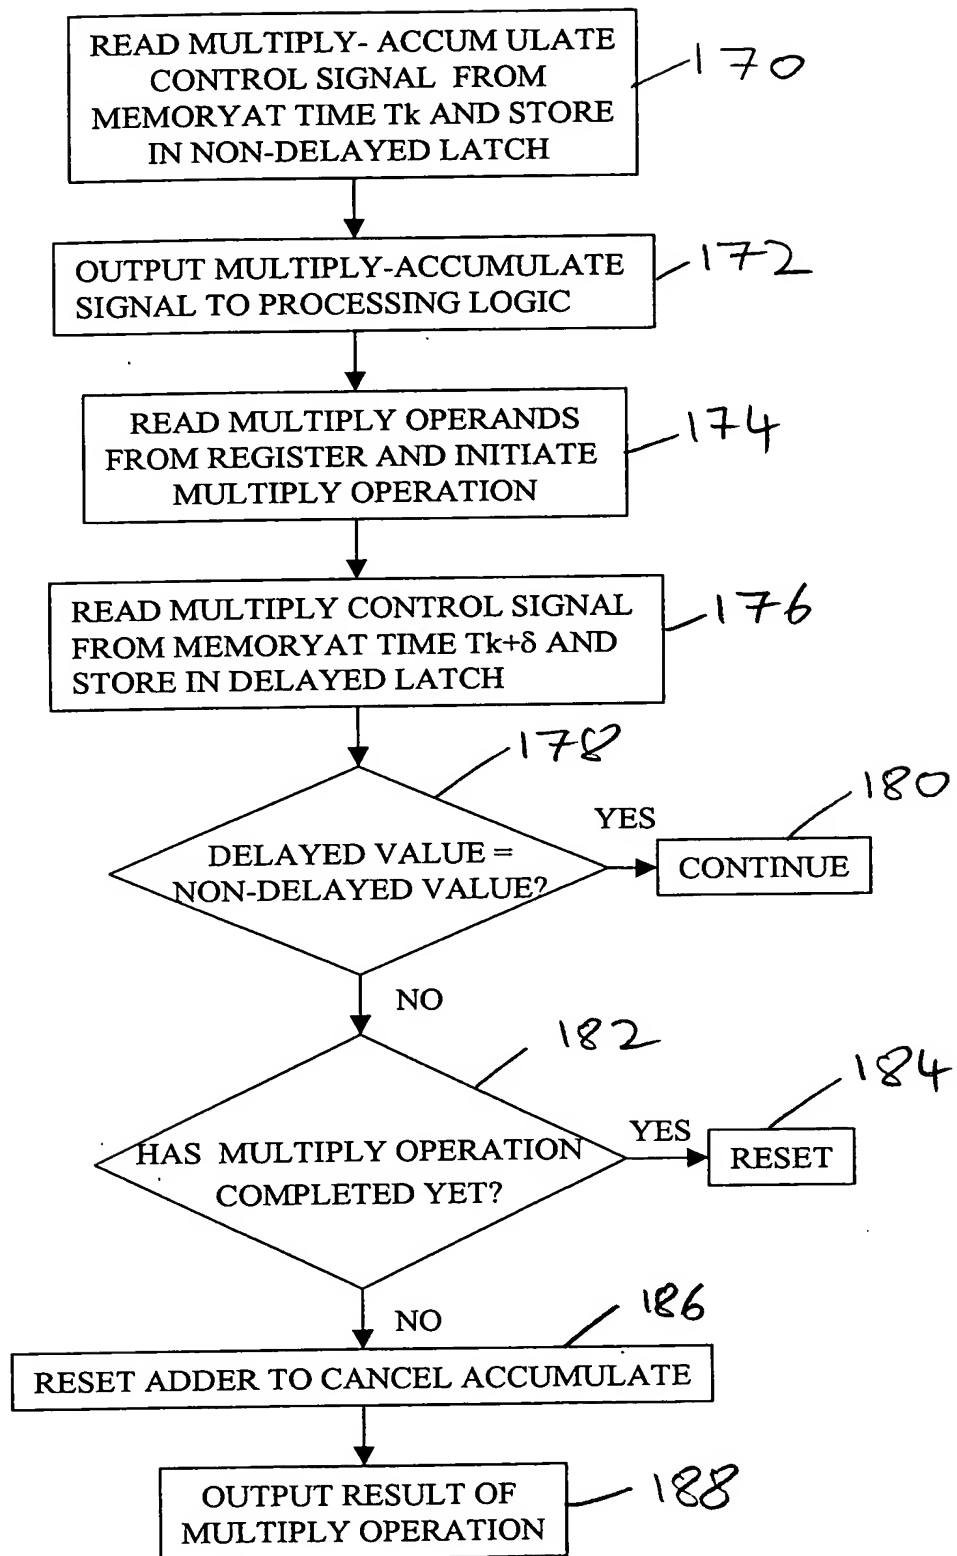 READ MULTIPLY- ACCUM ULATE
CONTROL SIGNAL FROM
MEMORYAT TIME Tk AND STORE
IN NON-DELAYED LATCH
170
OUTPUT MULTIPLY-ACCUMULATE
SIGNAL TO PROCESSING LOGIC
172
READ MULTIPLY OPERANDS
FROM REGISTER AND INITIATE
MULTIPLY OPERATION
174
READ MULTIPLY CONTROL SIGNAL
FROM MEMORYAT TIME Tk+δ AND
STORE IN DELAYED LATCH
176
178
DELAYED VALUE =
NON-DELAYED VALUE?
YES
180
CONTINUE
NO
182
HAS MULTIPLY OPERATION
COMPLETED YET?
YES
184
RESET
NO
186
RESET ADDER TO CANCEL ACCUMULATE
OUTPUT RESULT OF
MULTIPLY OPERATION
188